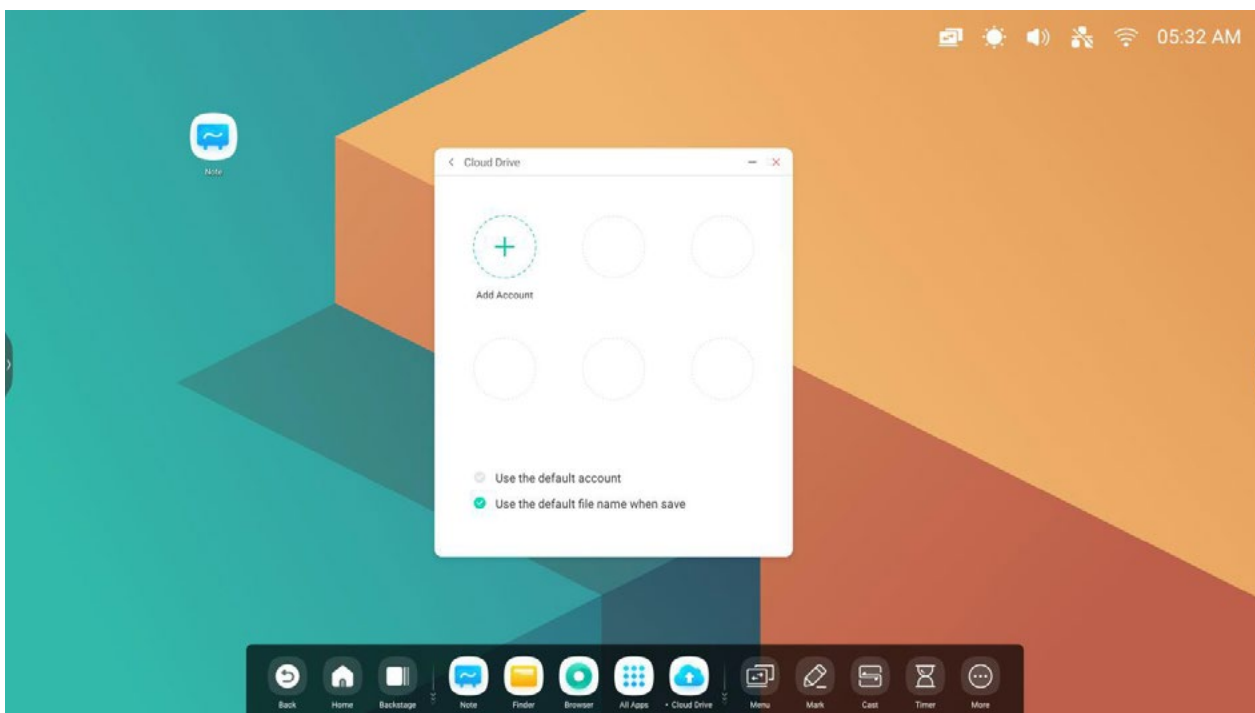 05:32 AM
Note
Cloud Drive
Add Account
Use the default account
Use the default file name when save
Back Home Backstage Note Finder Browser All Apps • Cloud Drive Menu Mark Cast Timer More